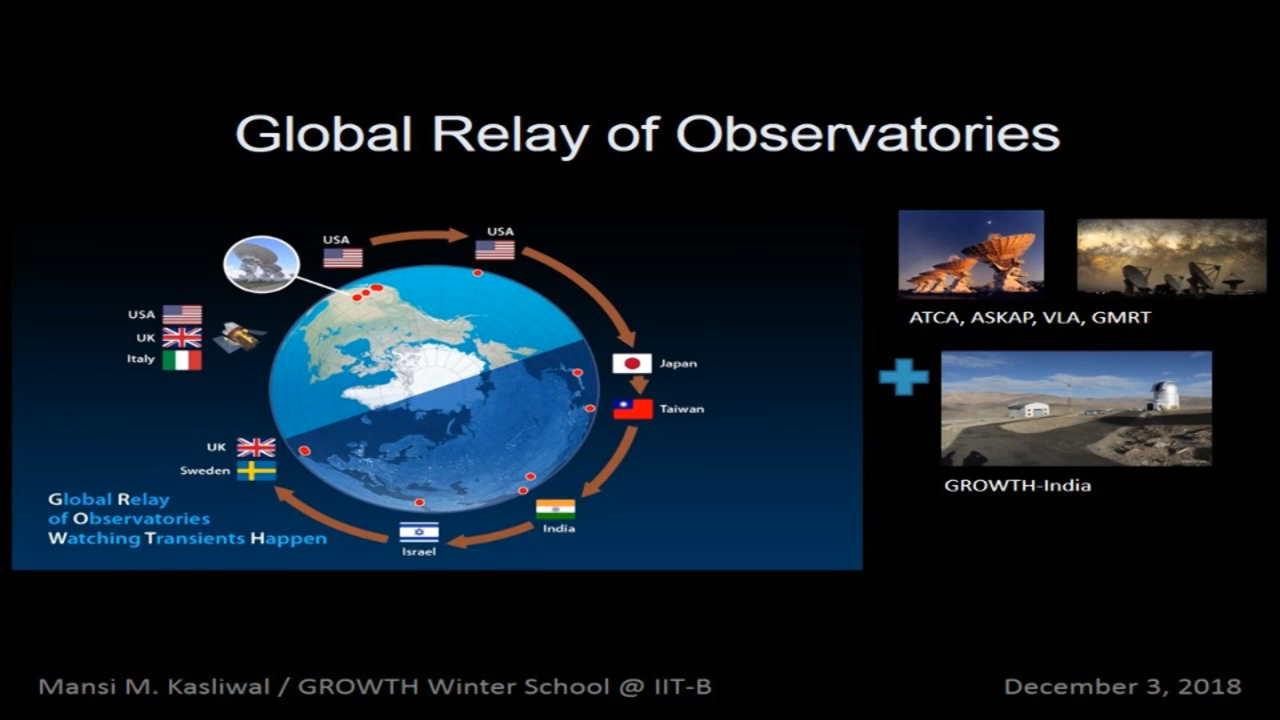 Global Relay of Observatories
USA
USA
USA
UK
Italy
Japan
Taiwan
UK
Sweden
India
Israel
Global Relay
of Observatories
Watching Transients Happen
ATCA, ASKAP, VLA, GMRT
GROWTH-India
Mansi M. Kasliwal / GROWTH Winter School @ IIT-B
December 3, 2018